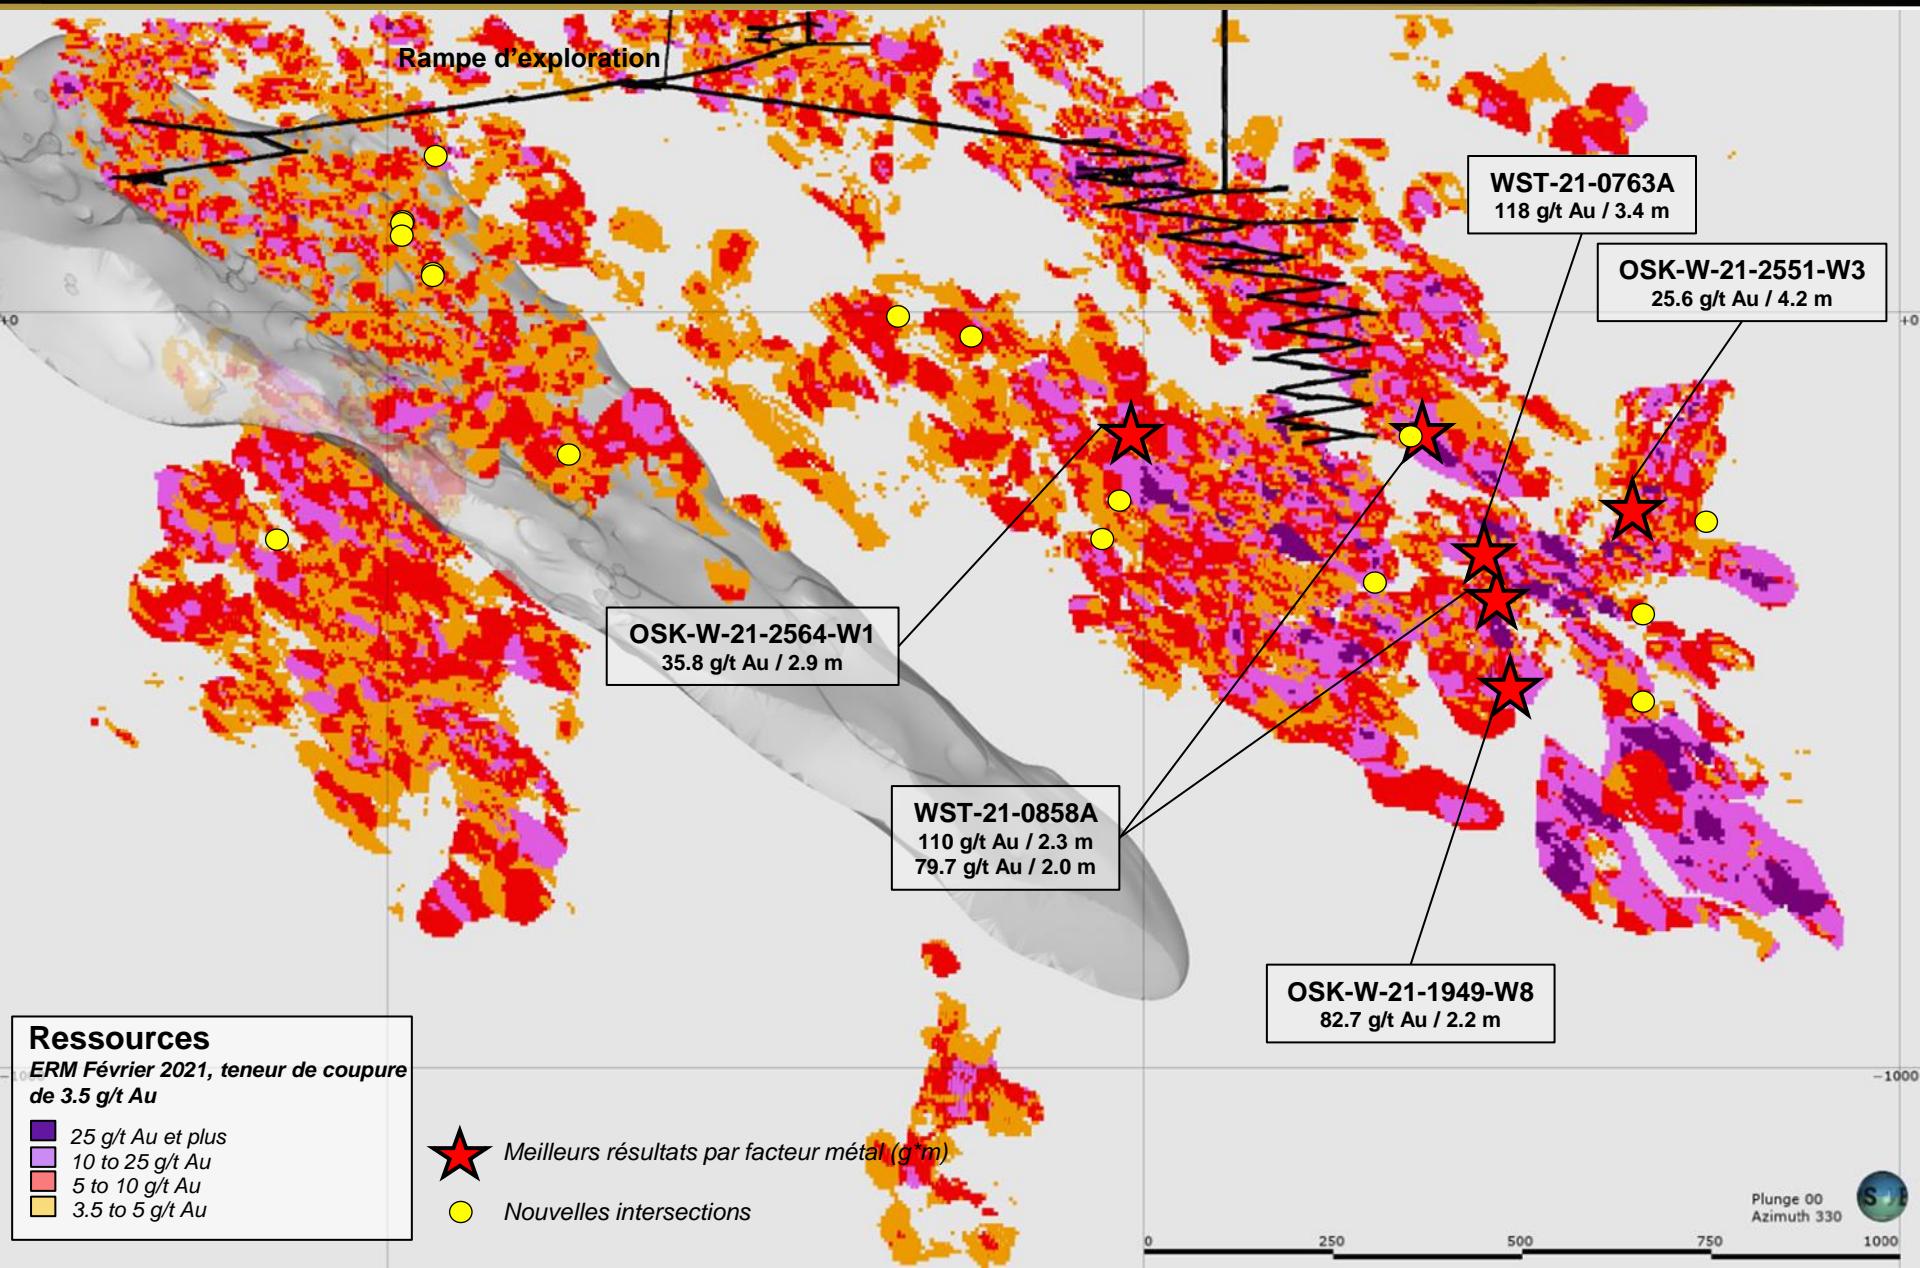 Rampe d'exploration
WST-21-0763A
118 g/t Au / 3.4 m
OSK-W-21-2551-W3
25.6 g/t Au / 4.2 m
+0
+0
OSK-W-21-2564-W1
35.8 g/t Au / 2.9 m
WST-21-0858A
110 g/t Au / 2.3 m
79.7 g/t Au / 2.0 m
OSK-W-21-1949-W8
82.7 g/t Au / 2.2 m
Ressources
ERM Février 2021, teneur de coupure
de 3.5 g/t Au
-1000
-1000
25 g/t Au et plus
10 to 25 g/t Au
5 to 10 g/t Au
3.5 to 5 g/t Au
Meilleurs résultats par facteur métal (g*m)
Nouvelles intersections
Plunge 00
Azimuth 330
S
0 250 500 750 1000